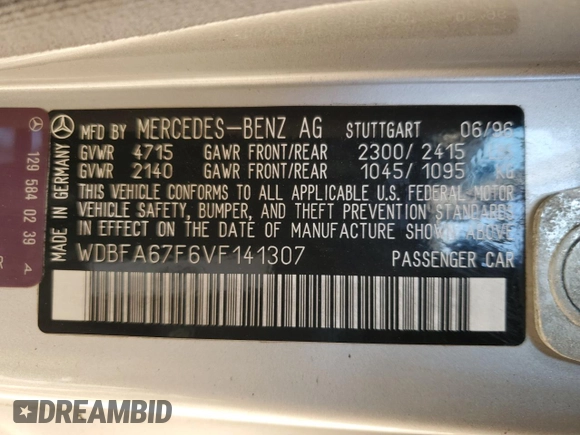 MFD BY MERCEDES-BENZ AG STUTTGART 06/96
GVWR 4715 GAWR FRONT/REAR 2300/2415
GVWR 2140 GAWR FRONT/REAR 1045/1095 KG
THIS VEHICLE CONFORMS TO ALL APPLICABLE U.S. FEDERAL MOTOR
VEHICLE SAFETY, BUMPER, AND THEFT PREVENTION STANDARDS
IN EFFECT ON THE DATE OF MANUFACTURE SHOWN ABOVE
WDBFA67F6VF141307 PASSENGER CAR
MADE IN GERMANY
129 584 02 39 A
R
DREAMBID